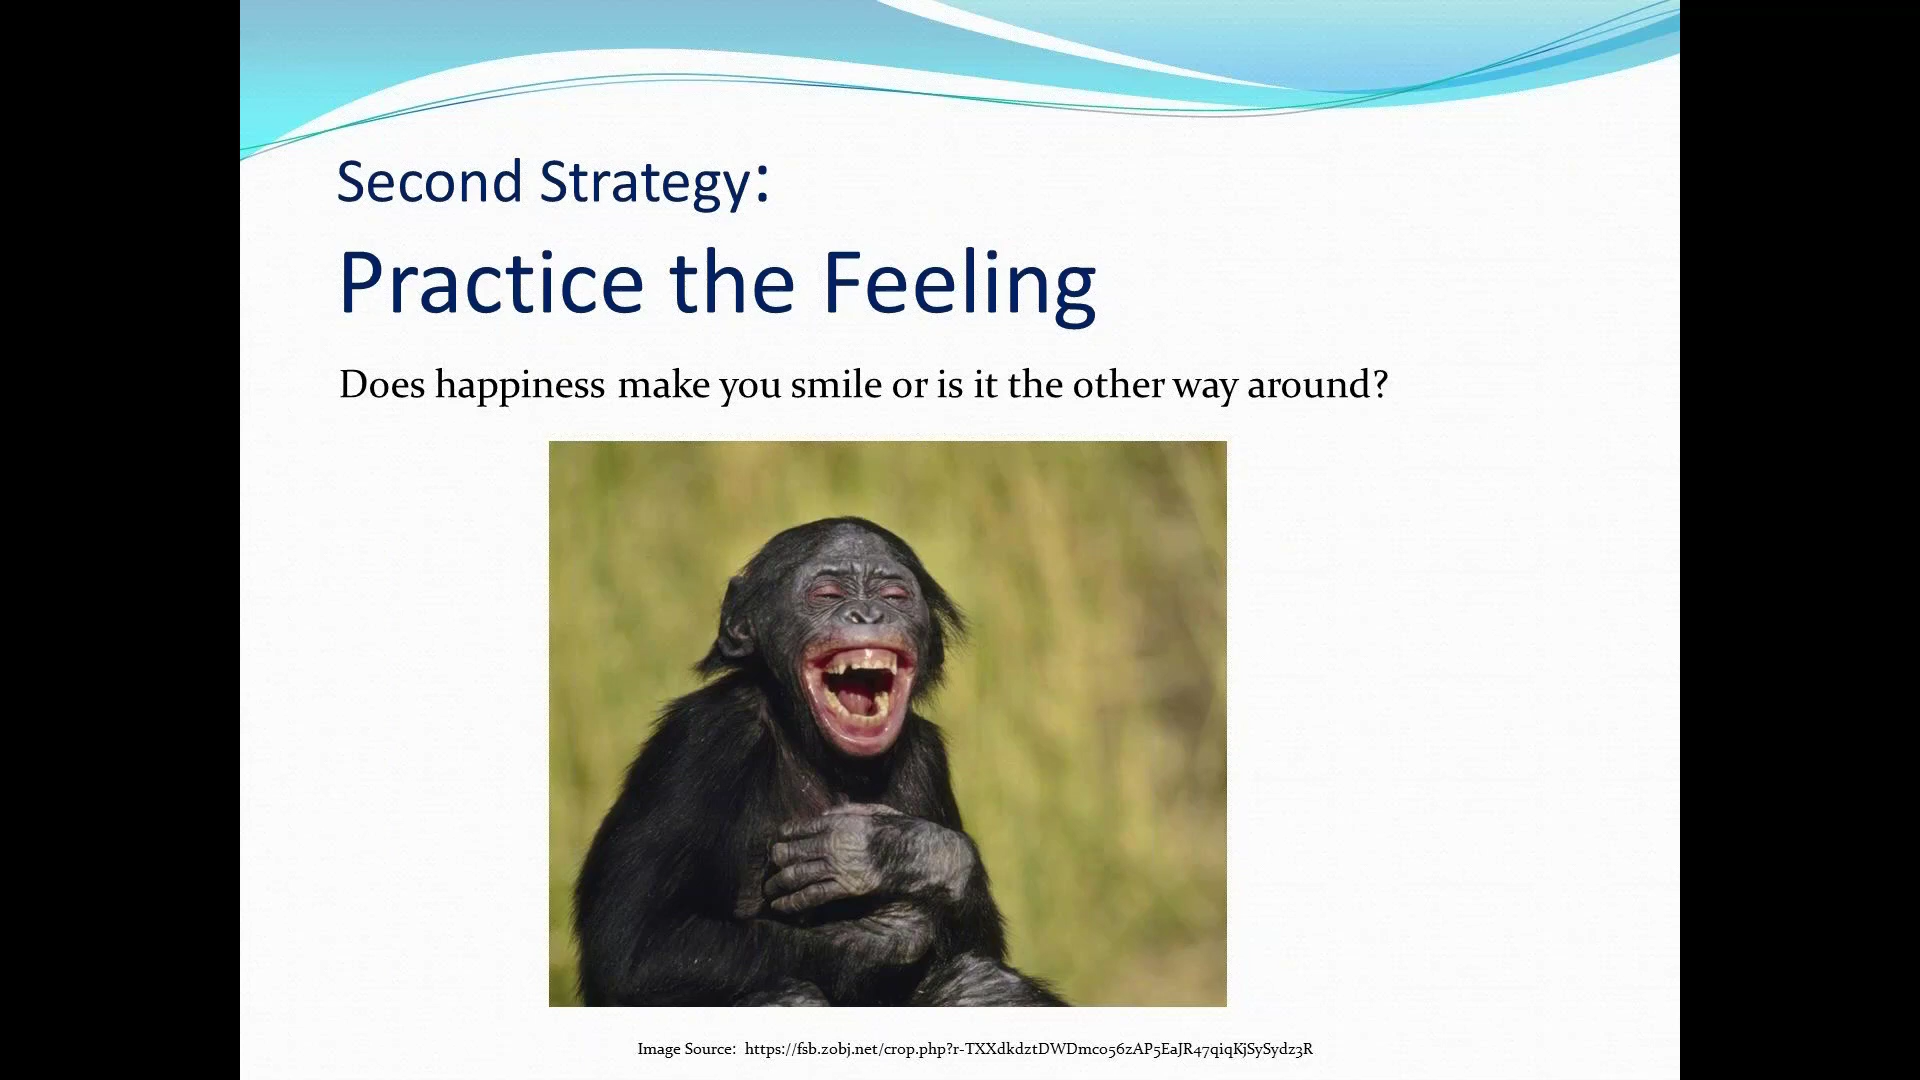 Second Strategy:
Practice the Feeling
Does happiness make you smile or is it the other way around?
Image Source: https://fsb.zobj.net/crop.php?r-TXXdkdztDWDmco56zAP5EaJR47qiqKjSySydz3R